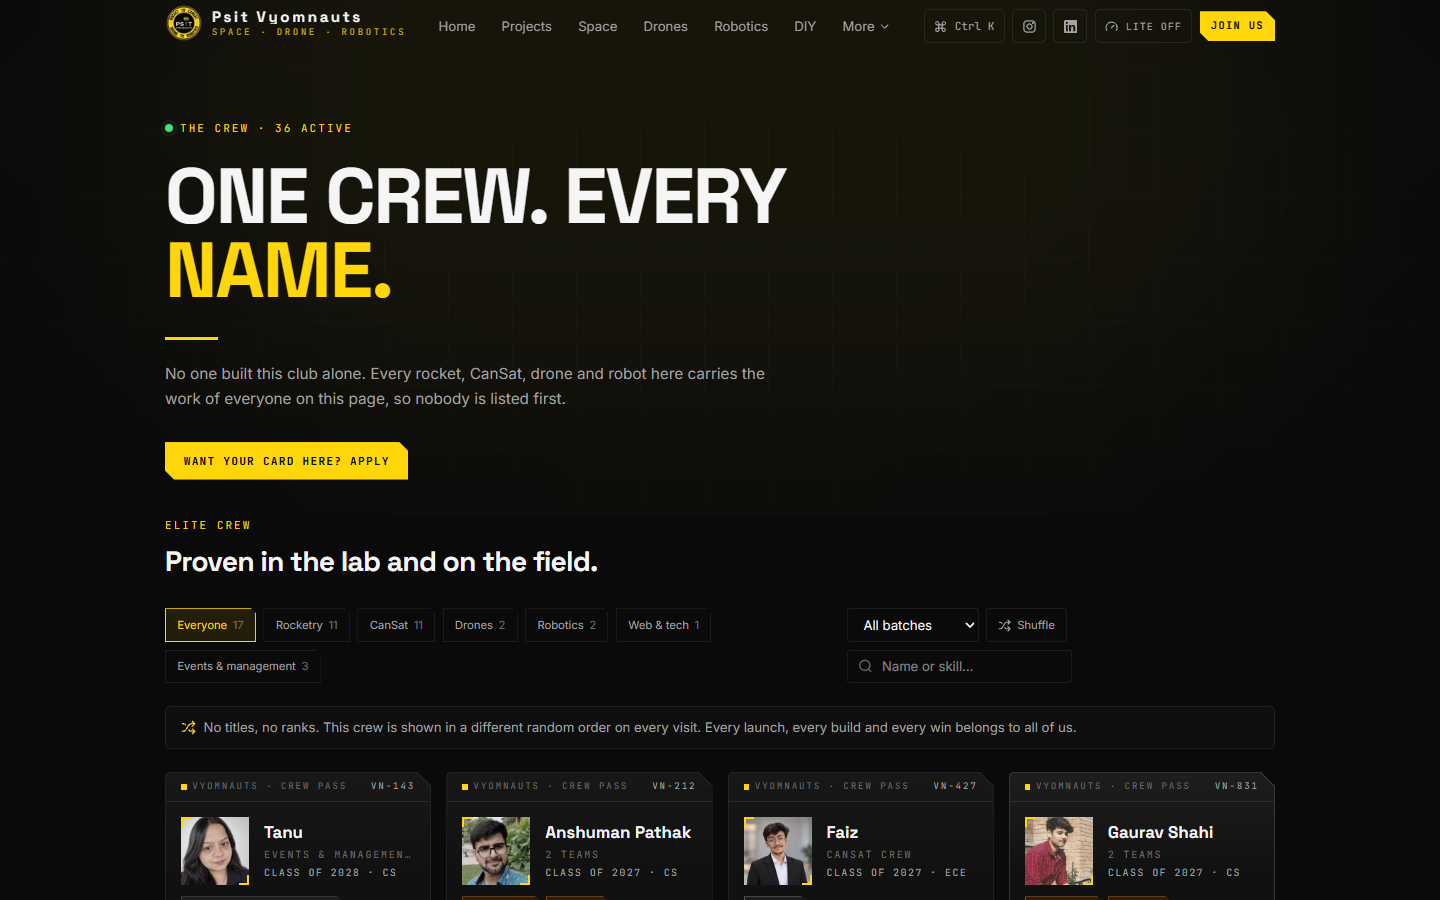 Psit Vyomnauts
SPACE · DRONE · ROBOTICS
Home
Projects
Space
Drones
Robotics
DIY
More
⌘ Ctrl K
LITE OFF
JOIN US
THE CREW · 36 ACTIVE
ONE CREW. EVERY
NAME.
No one built this club alone. Every rocket, CanSat, drone and robot here carries the
work of everyone on this page, so nobody is listed first.
WANT YOUR CARD HERE? APPLY
ELITE CREW
Proven in the lab and on the field.
Everyone 17
Rocketry 11
CanSat 11
Drones 2
Robotics 2
Web & tech 1
All batches
Shuffle
Events & management 3
Name or skill...
No titles, no ranks. This crew is shown in a different random order on every visit. Every launch, every build and every win belongs to all of us.
VYOMNAUTS · CREW PASS VN-143
Tanu
EVENTS & MANAGEMEN…
CLASS OF 2028 · CS
VYOMNAUTS · CREW PASS VN-212
Anshuman Pathak
2 TEAMS
CLASS OF 2027 · CS
VYOMNAUTS · CREW PASS VN-427
Faiz
CANSAT CREW
CLASS OF 2027 · ECE
VYOMNAUTS · CREW PASS VN-831
Gaurav Shahi
2 TEAMS
CLASS OF 2027 · CS